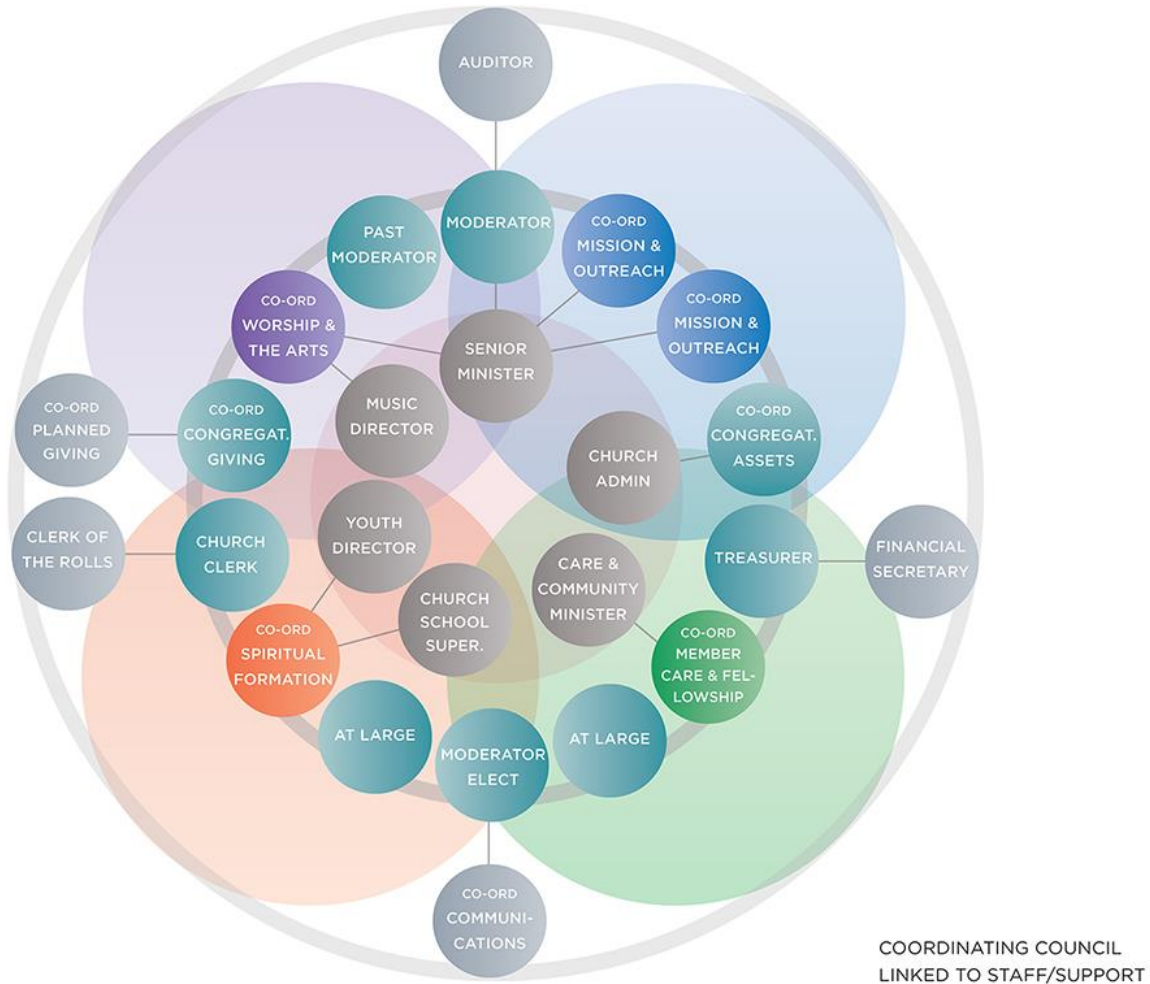 AUDITOR
MODERATOR
PAST
MODERATOR
CO-ORD
MISSION &
OUTREACH
CO-ORD
WORSHIP &
THE ARTS
CO-ORD
MISSION &
OUTREACH
SENIOR
MINISTER
MUSIC
DIRECTOR
CO-ORD
PLANNED
GIVING
CO-ORD
CONGREGAT.
GIVING
CO-ORD
CONGREGAT.
ASSETS
CHURCH
ADMIN
CLERK OF
THE ROLLS
CHURCH
CLERK
YOUTH
DIRECTOR
TREASURER
FINANCIAL
SECRETARY
CARE &
COMMUNITY
MINISTER
CHURCH
SCHOOL
SUPER.
CO-ORD
SPIRITUAL
FORMATION
CO-ORD
MEMBER
CARE & FEL-
LOWSHIP
AT LARGE
MODERATOR
ELECT
AT LARGE
CO-ORD
COMMUNI-
CATIONS
COORDINATING COUNCIL
LINKED TO STAFF/SUPPORT